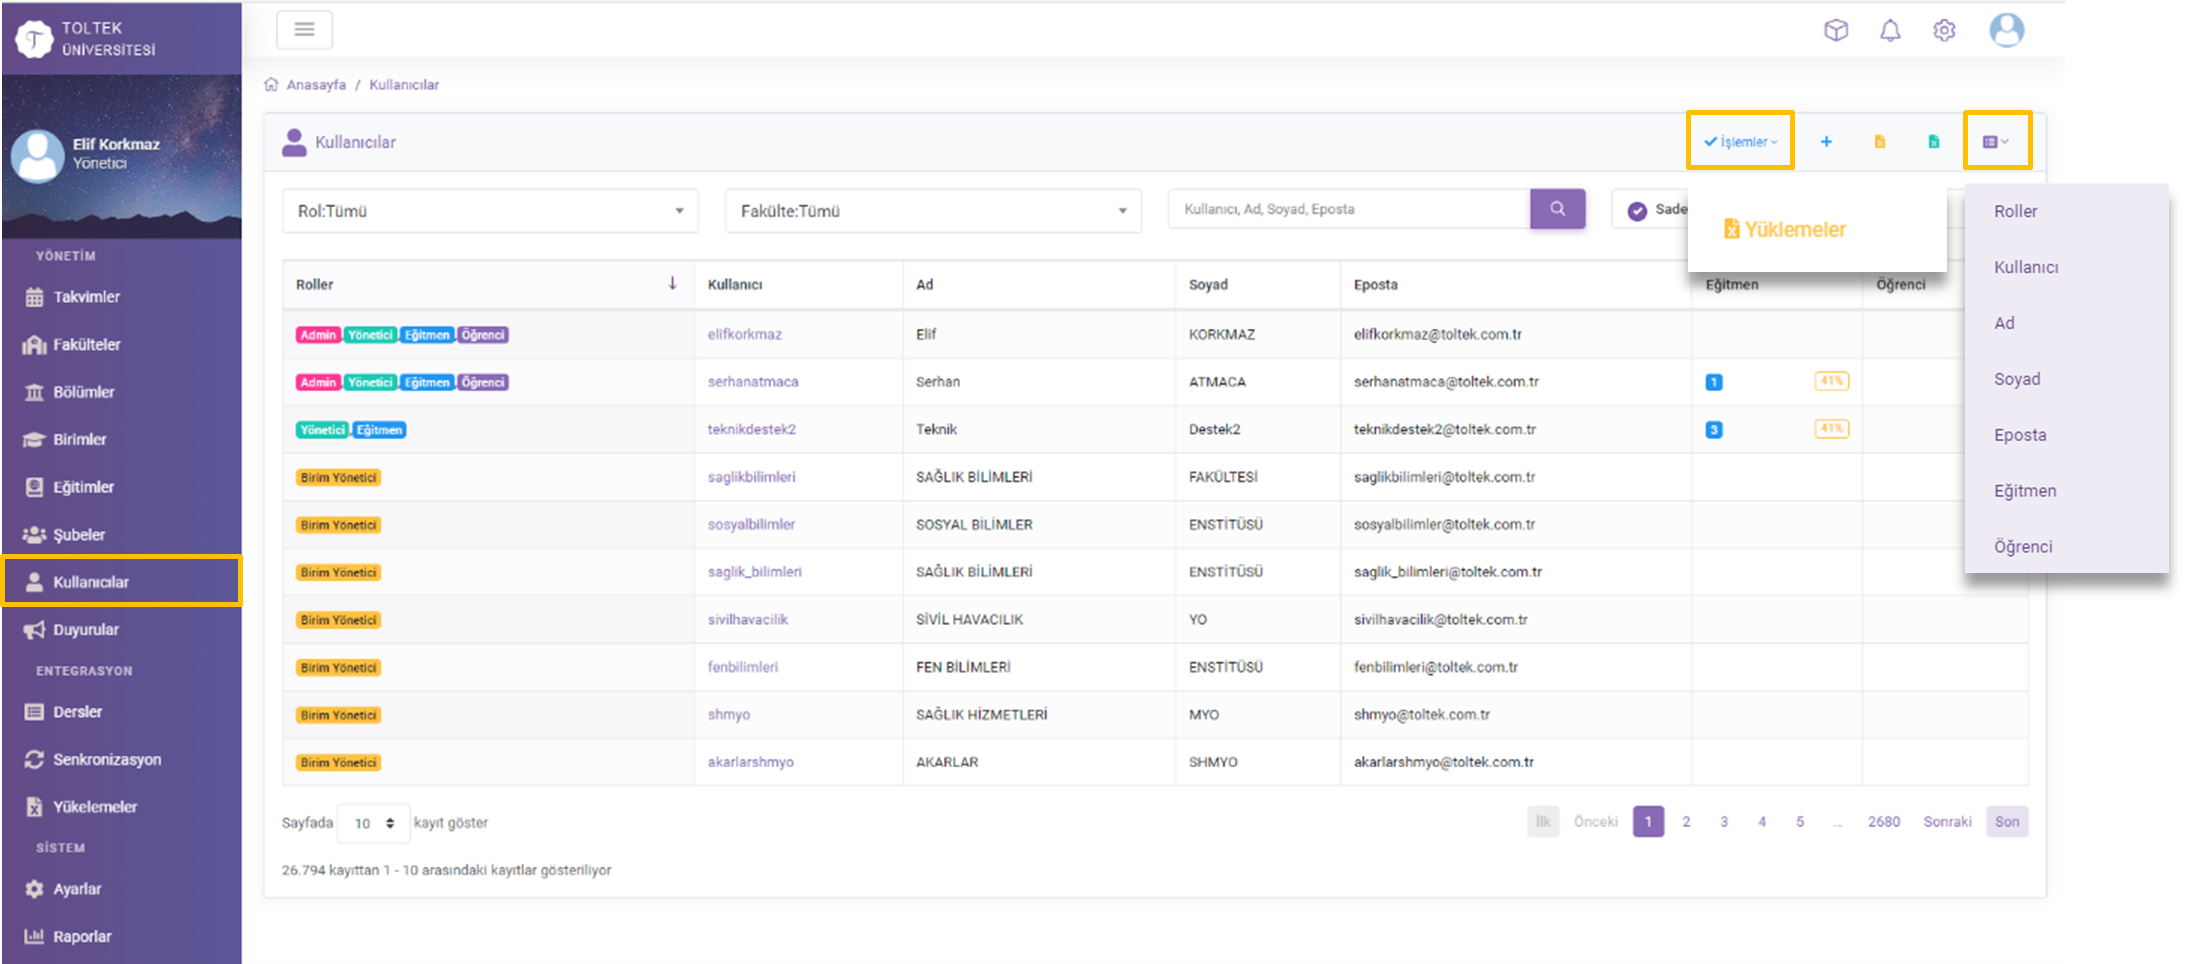 TOLTEK
ÜNİVERSİTESİ
Elif Korkmaz
Yönetici
YÖNETİM
Takvimler
Fakülteler
Bölümler
Birimler
Eğitimler
Şubeler
Kullanıcılar
Duyurular
ENTEGRASYON
Dersler
Senkronizasyon
Yükelemeler
SİSTEM
Ayarlar
Raporlar
Anasayfa / Kullanıcılar
Kullanıcılar
İşlemler
Rol:Tümü
Fakülte:Tümü
Kullanıcı, Ad, Soyad, Eposta
Sade
Yüklemeler
Roller
Kullanıcı
Ad
Soyad
Eposta
Eğitmen
Öğrenci
Roller Kullanıcı Ad Soyad Eposta Eğitmen Öğrenci
Admin Yönetici Eğitmen Öğrenci elifkorkmaz Elif KORKMAZ elifkorkmaz@toltek.com.tr
Admin Yönetici Eğitmen Öğrenci serhanatmaca Serhan ATMACA serhanatmaca@toltek.com.tr 1 41%
Yönetici Eğitmen teknikdestek2 Teknik Destek2 teknikdestek2@toltek.com.tr 3 41%
Birim Yönetici saglikbilimleri SAĞLIK BİLİMLERİ FAKÜLTESİ saglikbilimleri@toltek.com.tr
Birim Yönetici sosyalbilimler SOSYAL BİLİMLER ENSTİTÜSÜ sosyalbilimler@toltek.com.tr
Birim Yönetici saglik_bilimleri SAĞLIK BİLİMLERİ ENSTİTÜSÜ saglik_bilimleri@toltek.com.tr
Birim Yönetici sivilhavacilik SİVİL HAVACILIK YO sivilhavacilik@toltek.com.tr
Birim Yönetici fenbilimleri FEN BİLİMLERİ ENSTİTÜSÜ fenbilimleri@toltek.com.tr
Birim Yönetici shmyo SAĞLIK HİZMETLERİ MYO shmyo@toltek.com.tr
Birim Yönetici akarlarshmyo AKARLAR SHMYO akarlarshmyo@toltek.com.tr
Sayfada 10 kayıt göster
İlk Önceki 1 2 3 4 5 ... 2680 Sonraki Son
26.794 kayıttan 1 - 10 arasındaki kayıtlar gösteriliyor